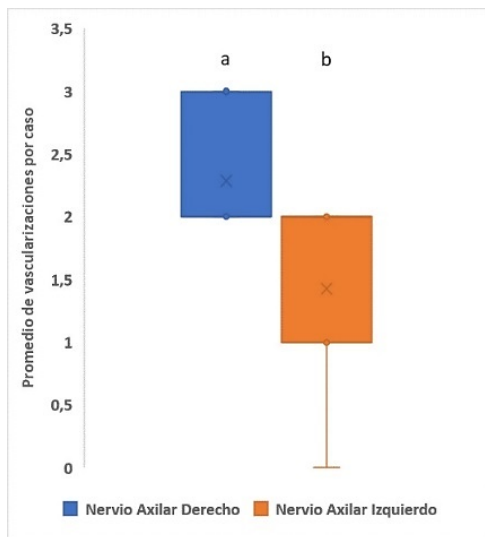 3,5
a
b
3
2,5
2
1,5
1
0,5
0
Promedio de vascularizaciones por caso
Nervio Axilar Derecho
Nervio Axilar Izquierdo